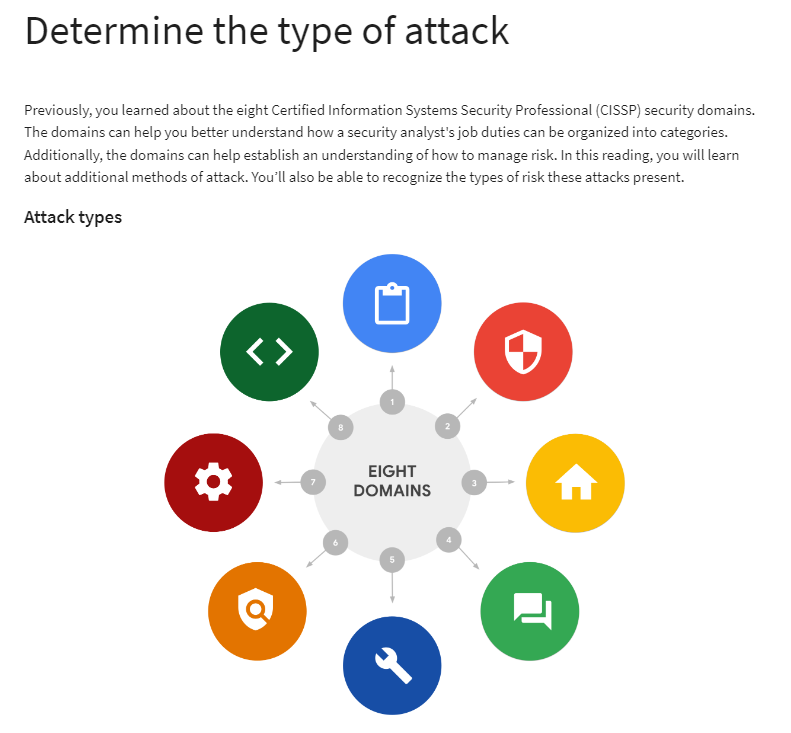 Determine the type of attack
Previously, you learned about the eight Certified Information Systems Security Professional (CISSP) security domains.
The domains can help you better understand how a security analyst's job duties can be organized into categories.
Additionally, the domains can help establish an understanding of how to manage risk. In this reading, you will learn
about additional methods of attack. You’ll also be able to recognize the types of risk these attacks present.
Attack types
1
2
3
4
5
6
7
8
EIGHT
DOMAINS